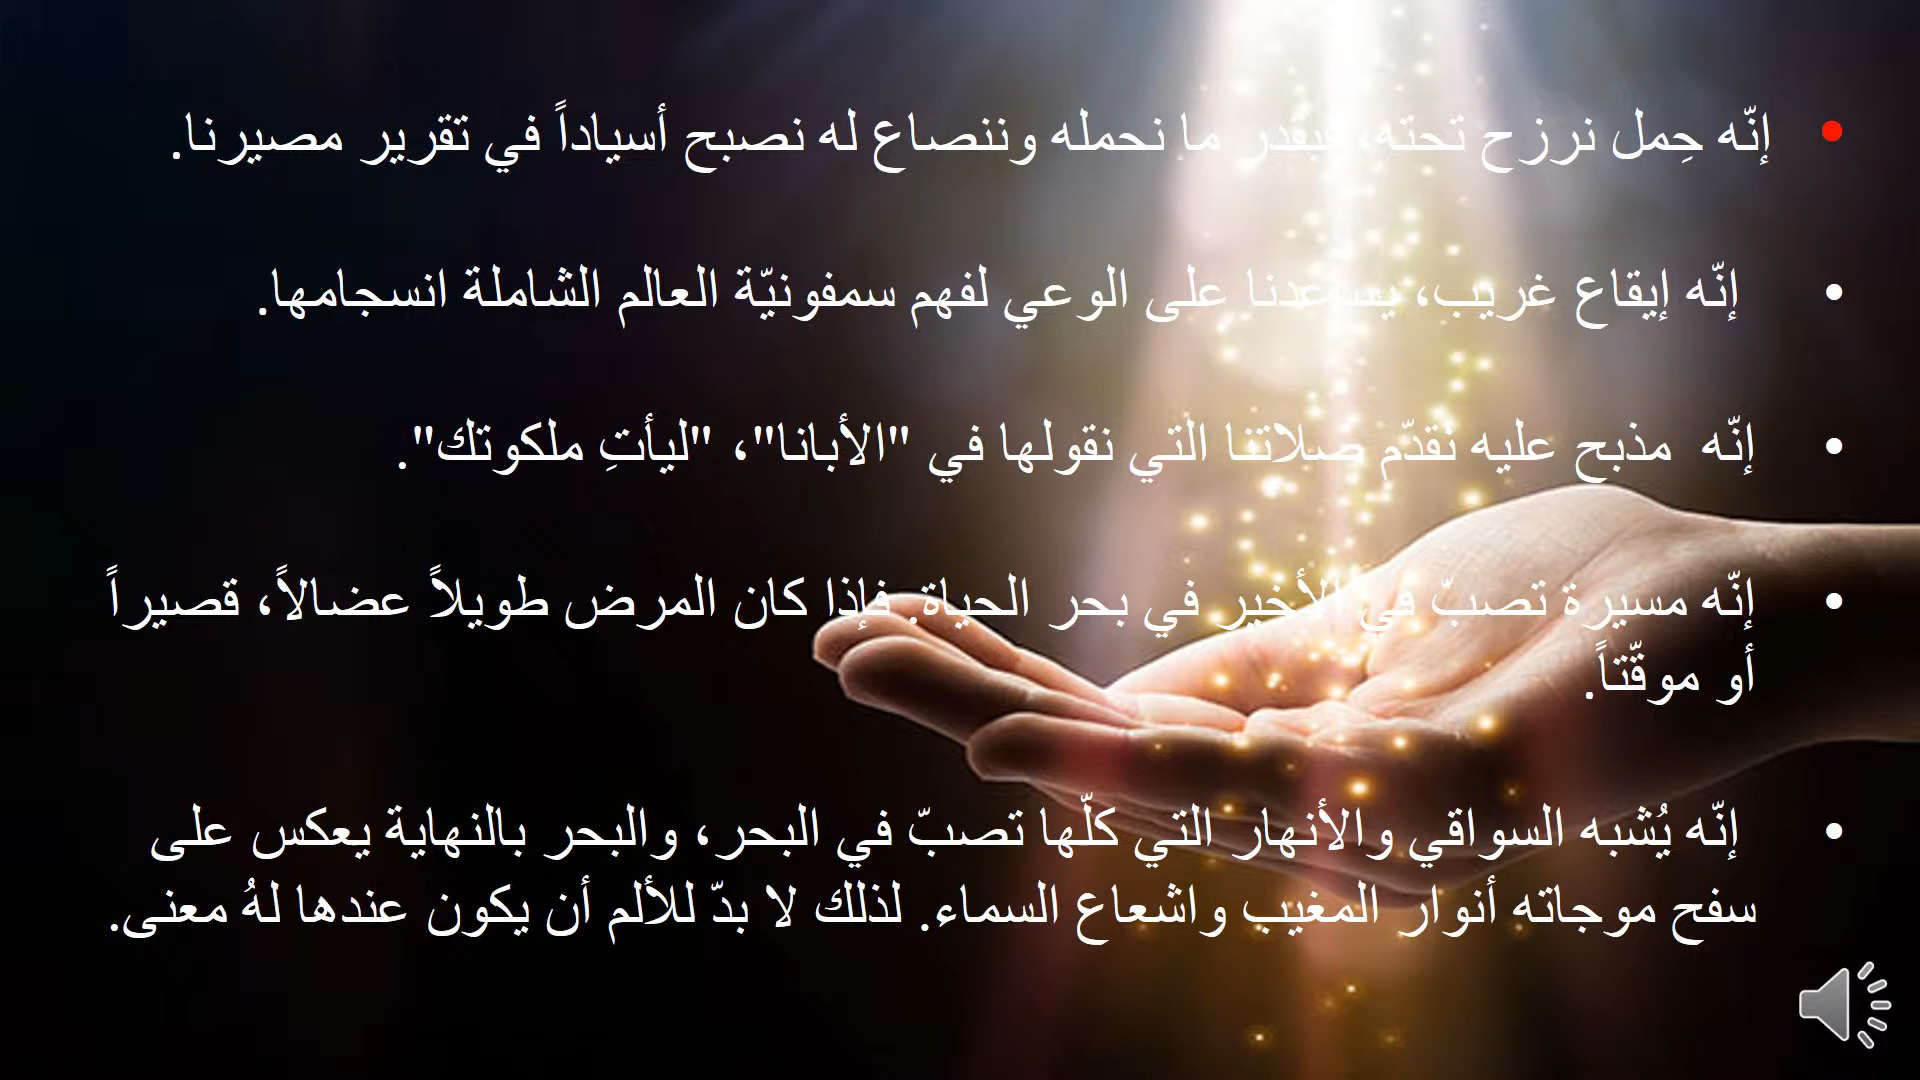 • إنّه حِمل نرزح تحته، فبقدر ما نحمله وننصاع له نصبح أسياداً في تقرير مصيرنا.
• إنّه إيقاع غريب، يساعدنا على الوعي لفهم سمفونيّة العالم الشاملة انسجامها.
• إنّه مذبح عليه نقدّم صلاتنا التي نقولها في "الأبانا"، "ليأتِ ملكوتك".
• إنّه مسيرة تصبّ في الأخير في بحر الحياة. فإذا كان المرض طويلاً عضالاً، قصيراً
أو موقّتاً.
• إنّه يُشبه السواقي والأنهار التي كلّها تصبّ في البحر، والبحر بالنهاية يعكس على
سفح موجاته أنوار المغيب واشعاع السماء. لذلك لا بدّ للألم أن يكون عندها لهُ معنى.